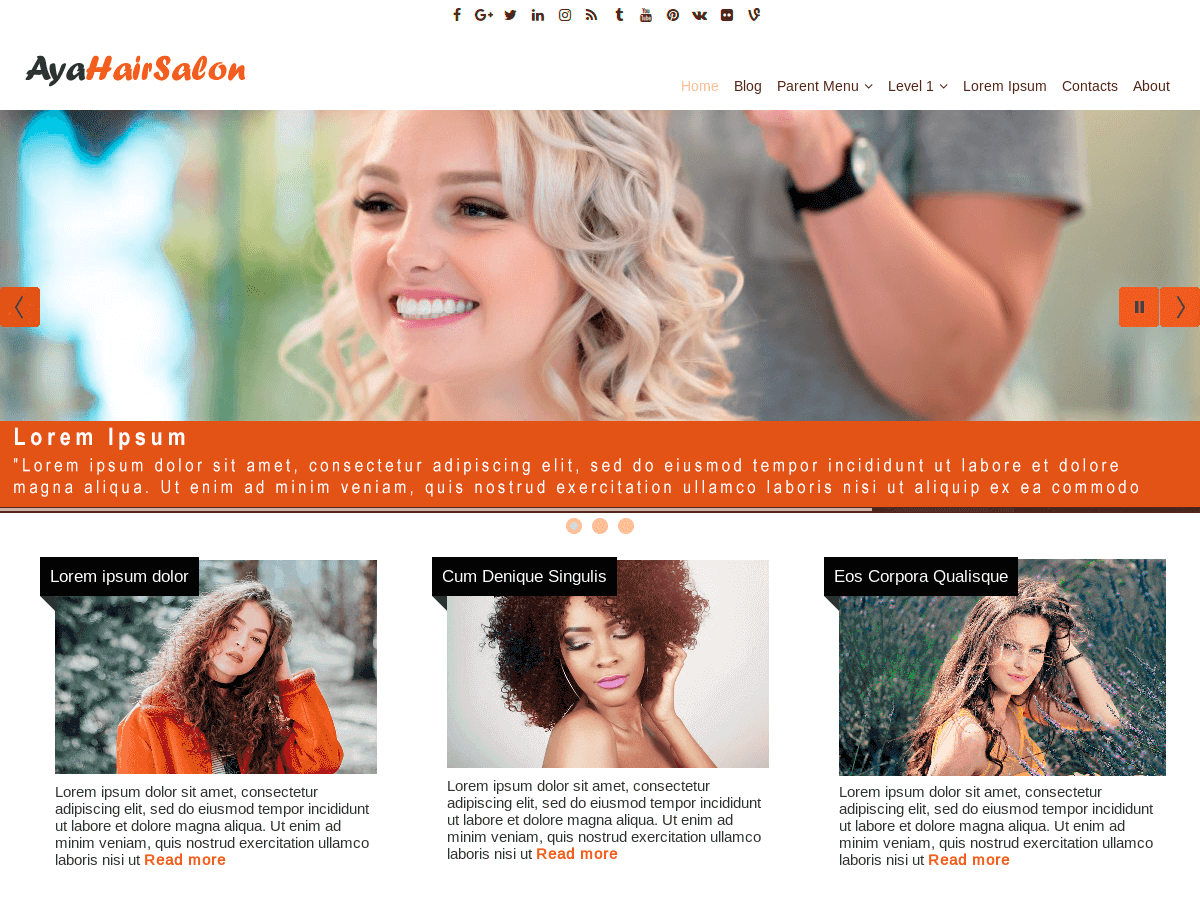 AyaHairSalon
Home Blog Parent Menu Level 1 Lorem Ipsum Contacts About
Lorem Ipsum
"Lorem ipsum dolor sit amet, consectetur adipiscing elit, sed do eiusmod tempor incididunt ut labore et dolore
magna aliqua. Ut enim ad minim veniam, quis nostrud exercitation ullamco laboris nisi ut aliquip ex ea commodo
Lorem ipsum dolor
Lorem ipsum dolor sit amet, consectetur
adipiscing elit, sed do eiusmod tempor incididunt
ut labore et dolore magna aliqua. Ut enim ad
minim veniam, quis nostrud exercitation ullamco
laboris nisi ut Read more
Cum Denique Singulis
Lorem ipsum dolor sit amet, consectetur
adipiscing elit, sed do eiusmod tempor incididunt
ut labore et dolore magna aliqua. Ut enim ad
minim veniam, quis nostrud exercitation ullamco
laboris nisi ut Read more
Eos Corpora Qualisque
Lorem ipsum dolor sit amet, consectetur
adipiscing elit, sed do eiusmod tempor incididunt
ut labore et dolore magna aliqua. Ut enim ad
minim veniam, quis nostrud exercitation ullamco
laboris nisi ut Read more